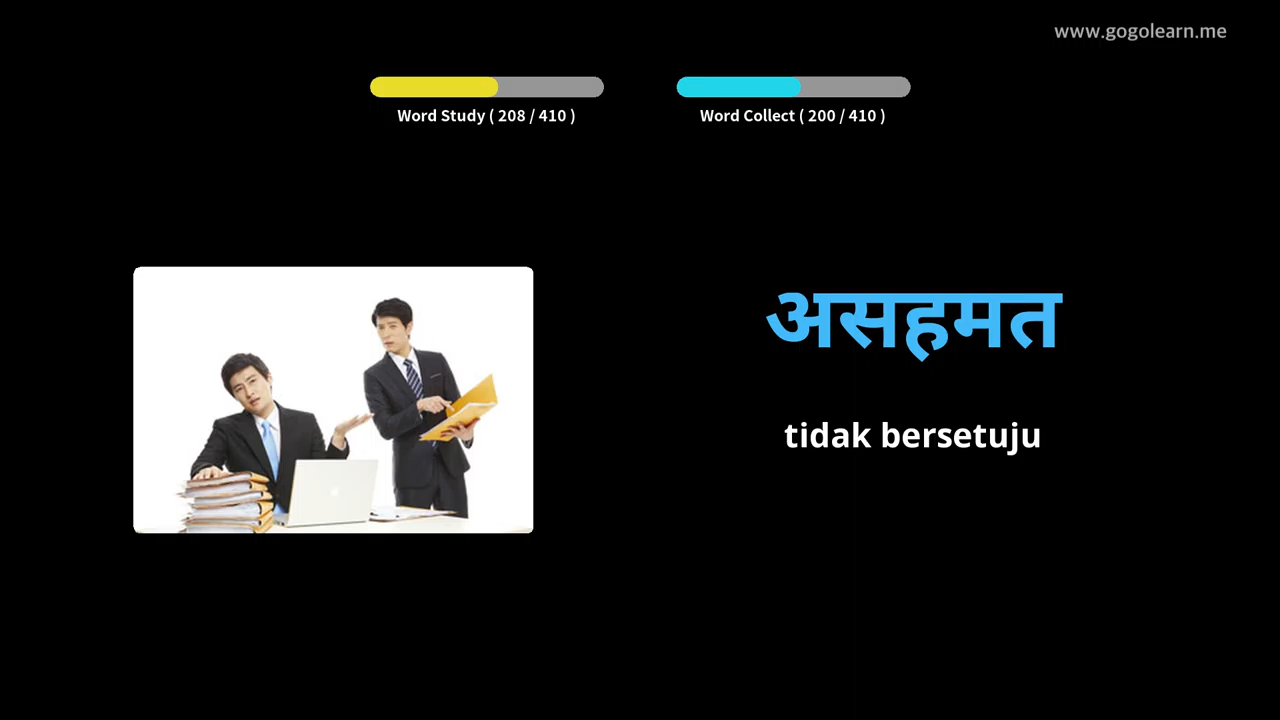 www.gogolearn.me
Word Study ( 208 / 410 )
Word Collect ( 200 / 410 )
असहमत
tidak bersetuju